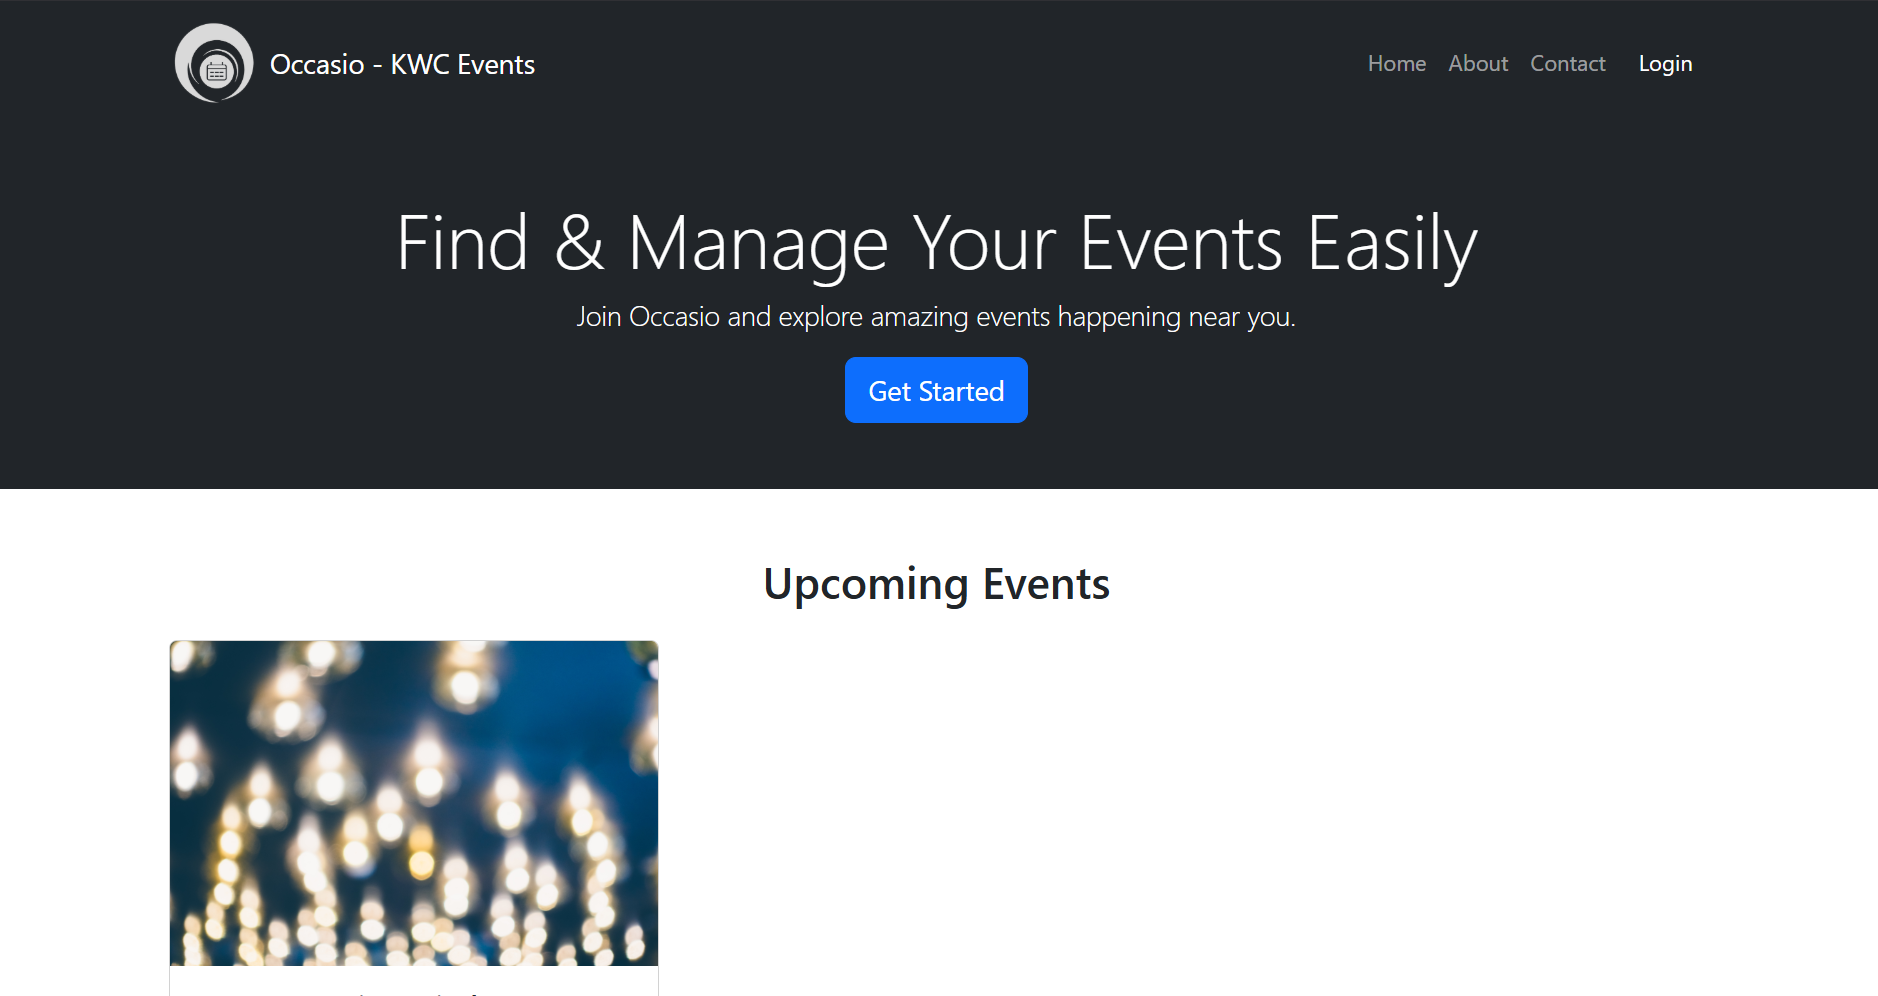 Occasio - KWC Events
Home About Contact Login
Find & Manage Your Events Easily
Join Occasio and explore amazing events happening near you.
Get Started
Upcoming Events